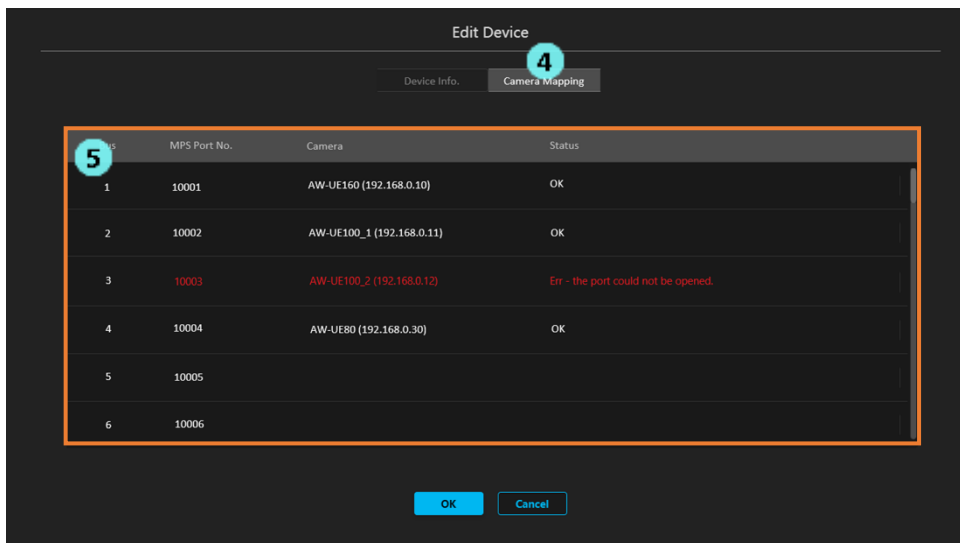 Edit Device
4
Device Info. Camera Mapping
5 MPS Port No. Camera Status
1 10001 AW-UE160 (192.168.0.10) OK
2 10002 AW-UE100_1 (192.168.0.11) OK
3 10003 AW-UE100_2 (192.168.0.12) Err - the port could not be opened.
4 10004 AW-UE80 (192.168.0.30) OK
5 10005
6 10006
OK Cancel